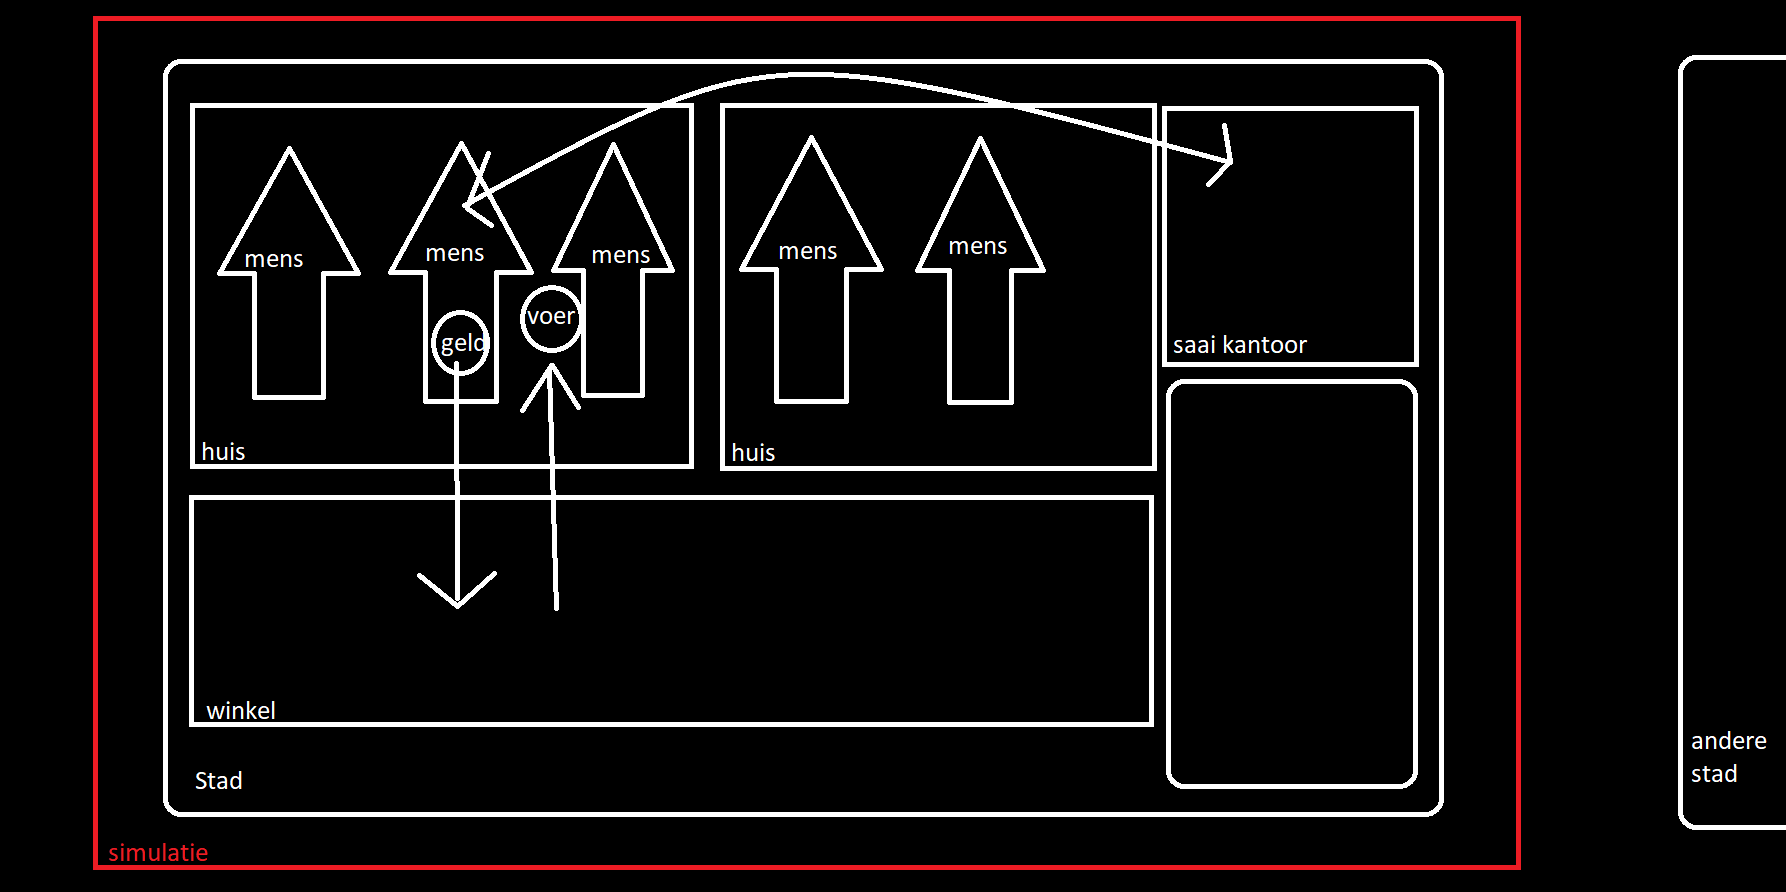 mens
mens
mens
geld
voer
huis
mens
mens
huis
saai kantoor
winkel
Stad
simulatie
andere
stad